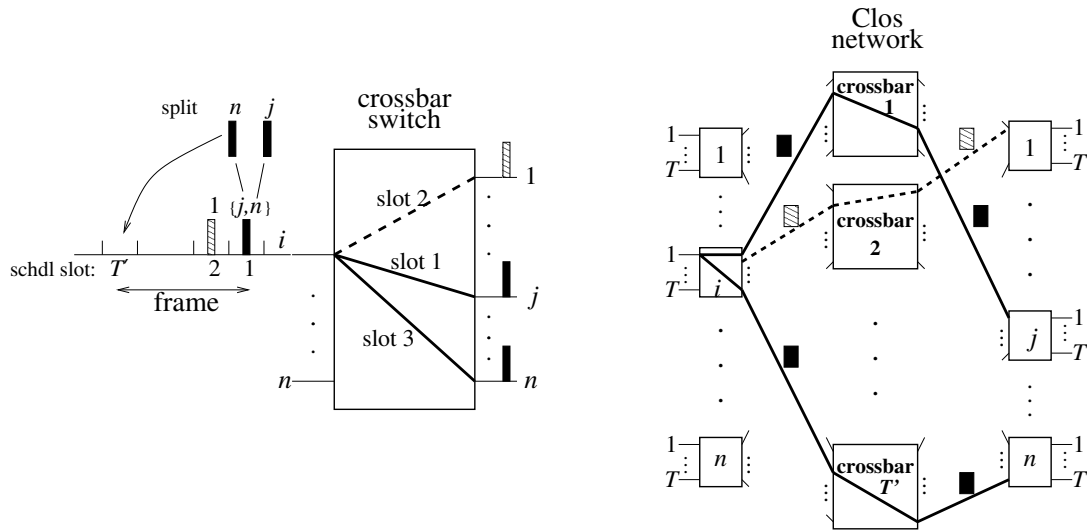 split n j
1 {j,n}
i
schdl slot: T' 2 1
frame
crossbar
switch
slot 2
slot 1
slot 3
1
j
n
n
Clos
network
crossbar
1
crossbar
2
crossbar
T'
1
T
1
1
T
i
1
T
n
1
1
T
j
1
T
n
1
T